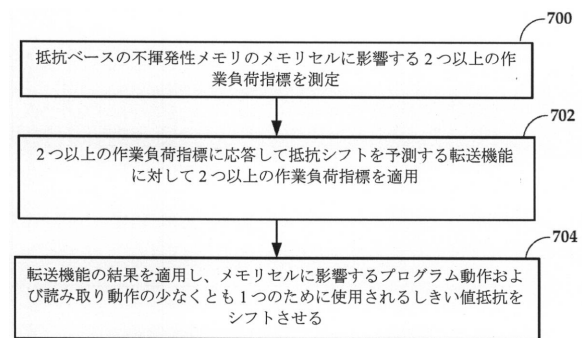 700
抵抗ベースの不揮発性メモリのメモリセルに影響する2つ以上の作
業負荷指標を測定
702
2つ以上の作業負荷指標に応答して抵抗シフトを予測する転送機能
に対して2つ以上の作業負荷指標を適用
704
転送機能の結果を適用し、メモリセルに影響するプログラム動作およ
び読み取り動作の少なくとも1つのために使用されるしきい値抵抗を
シフトさせる